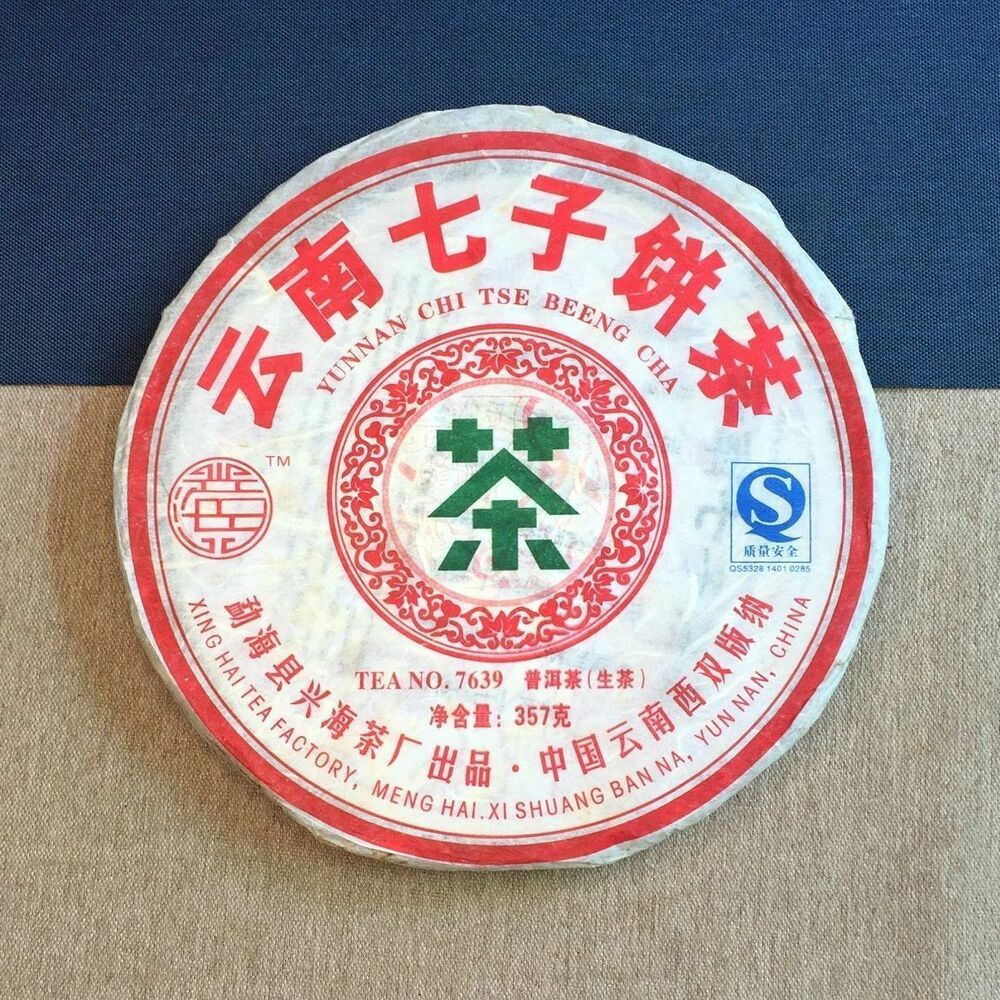 云南七子饼茶
YUNNAN CHI TSE BEENG CHA
茶
TM
质量安全
QS5328 1401 0285
TEA NO. 7639 普洱茶(生茶)
净含量: 357克
勐海县兴海茶厂出品·中国云南西双版纳
XING HAI TEA FACTORY, MENG HAI.XI SHUANG BAN NA, YUN NAN, CHINA